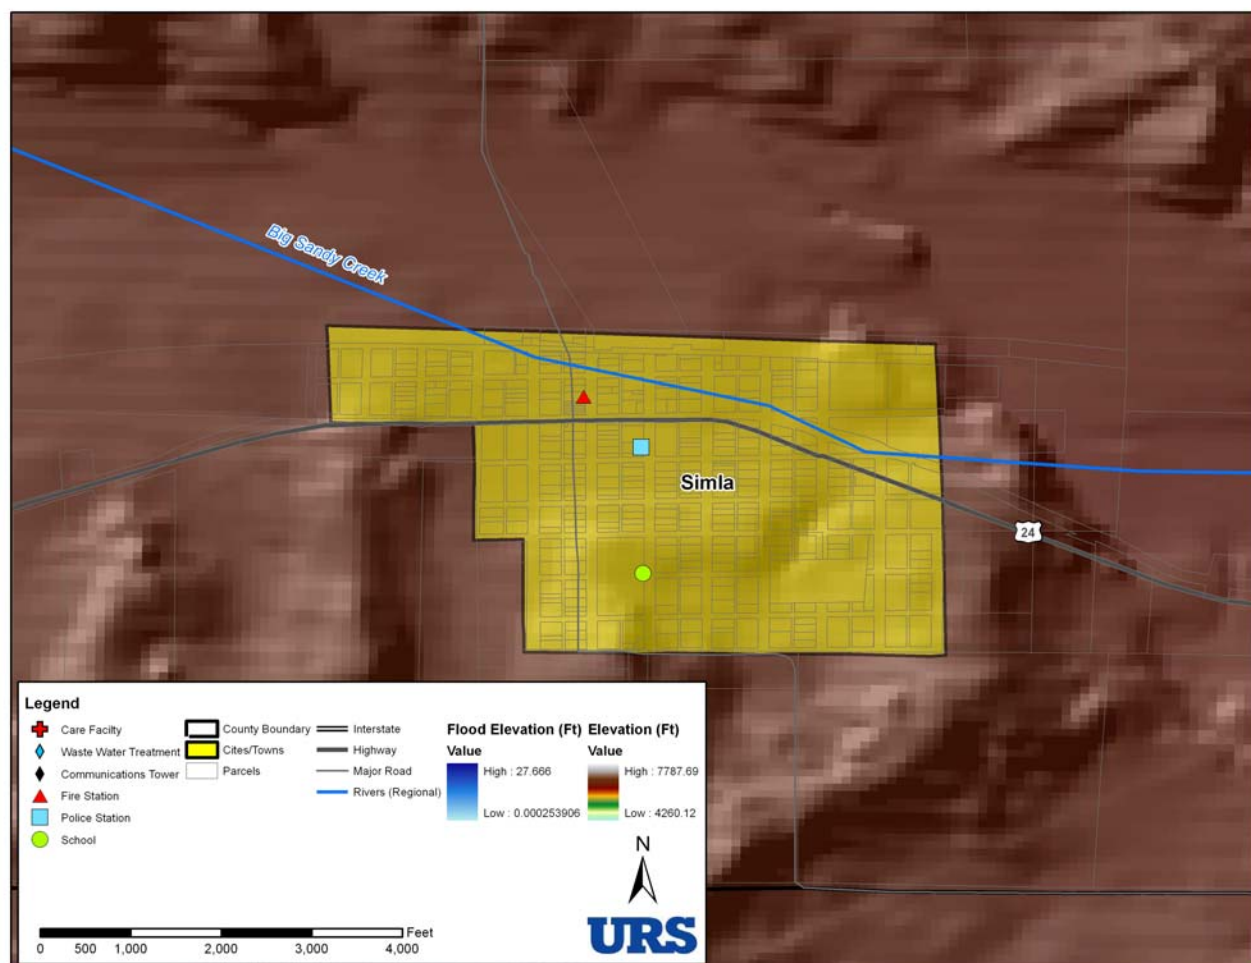 Big Sandy Creek
Simla
24
Legend
Care Facilty
Waste Water Treatment
Communications Tower
Fire Station
Police Station
School
County Boundary
Cites/Towns
Parcels
Interstate
Highway
Major Road
Rivers (Regional)
Flood Elevation (Ft)
Value
High : 27.666
Low : 0.000253906
Elevation (Ft)
Value
High : 7787.69
Low : 4260.12
N
URS
Feet
0 500 1,000 2,000 3,000 4,000